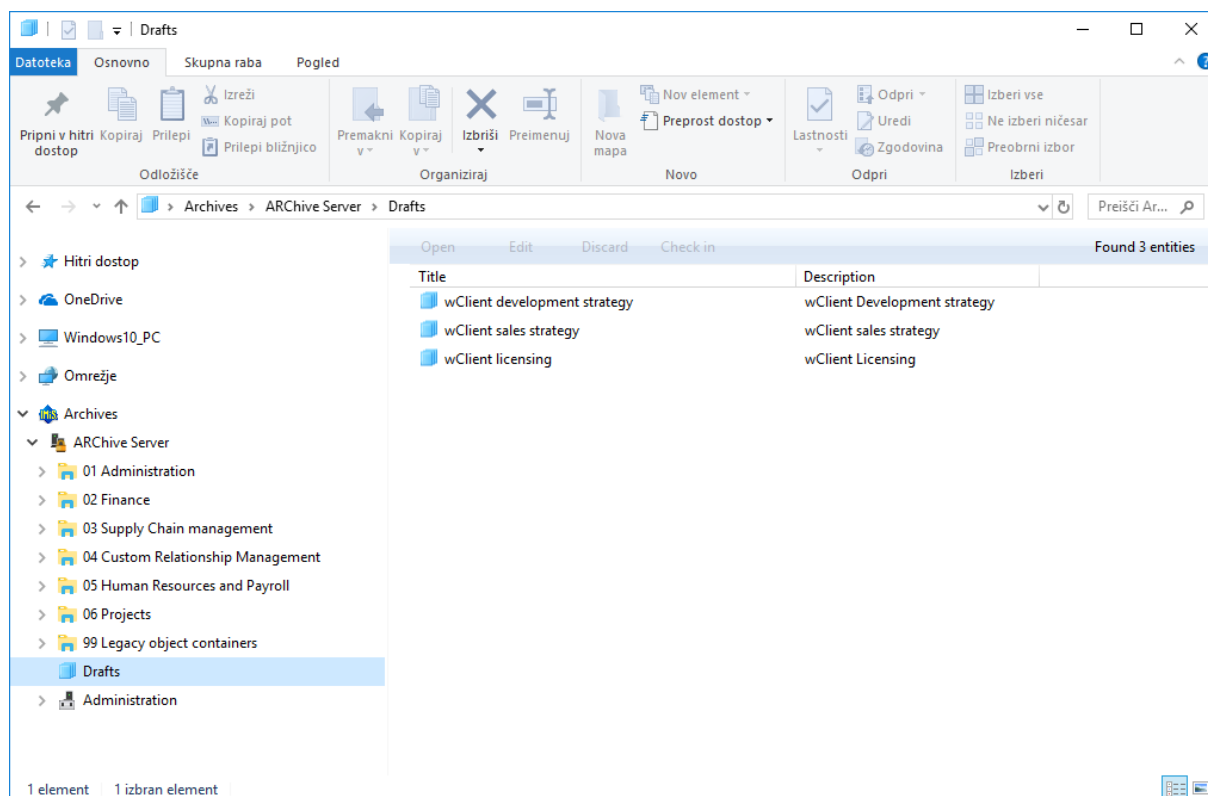 Drafts
Datoteka Osnovno Skupna raba Pogled
Pripni v hitri dostop
Kopiraj
Prilepi
Izreži
Kopiraj pot
Prilepi bližnjico
Odložišče
Premakni v
Kopiraj v
Izbriši
Preimenuj
Organiziraj
Nova mapa
Nov element
Preprost dostop
Novo
Lastnosti
Odpri
Uredi
Zgodovina
Odpri
Izberi vse
Ne izberi ničesar
Preobrni izbor
Izberi
Archives > ARChive Server > Drafts
Preišči Ar...
Hitri dostop
OneDrive
Windows10_PC
Omrežje
Archives
ARChive Server
01 Administration
02 Finance
03 Supply Chain management
04 Custom Relationship Management
05 Human Resources and Payroll
06 Projects
99 Legacy object containers
Drafts
Administration
Open Edit Discard Check in Found 3 entities
Title Description
wClient development strategy wClient Development strategy
wClient sales strategy wClient sales strategy
wClient licensing wClient Licensing
1 element 1 izbran element